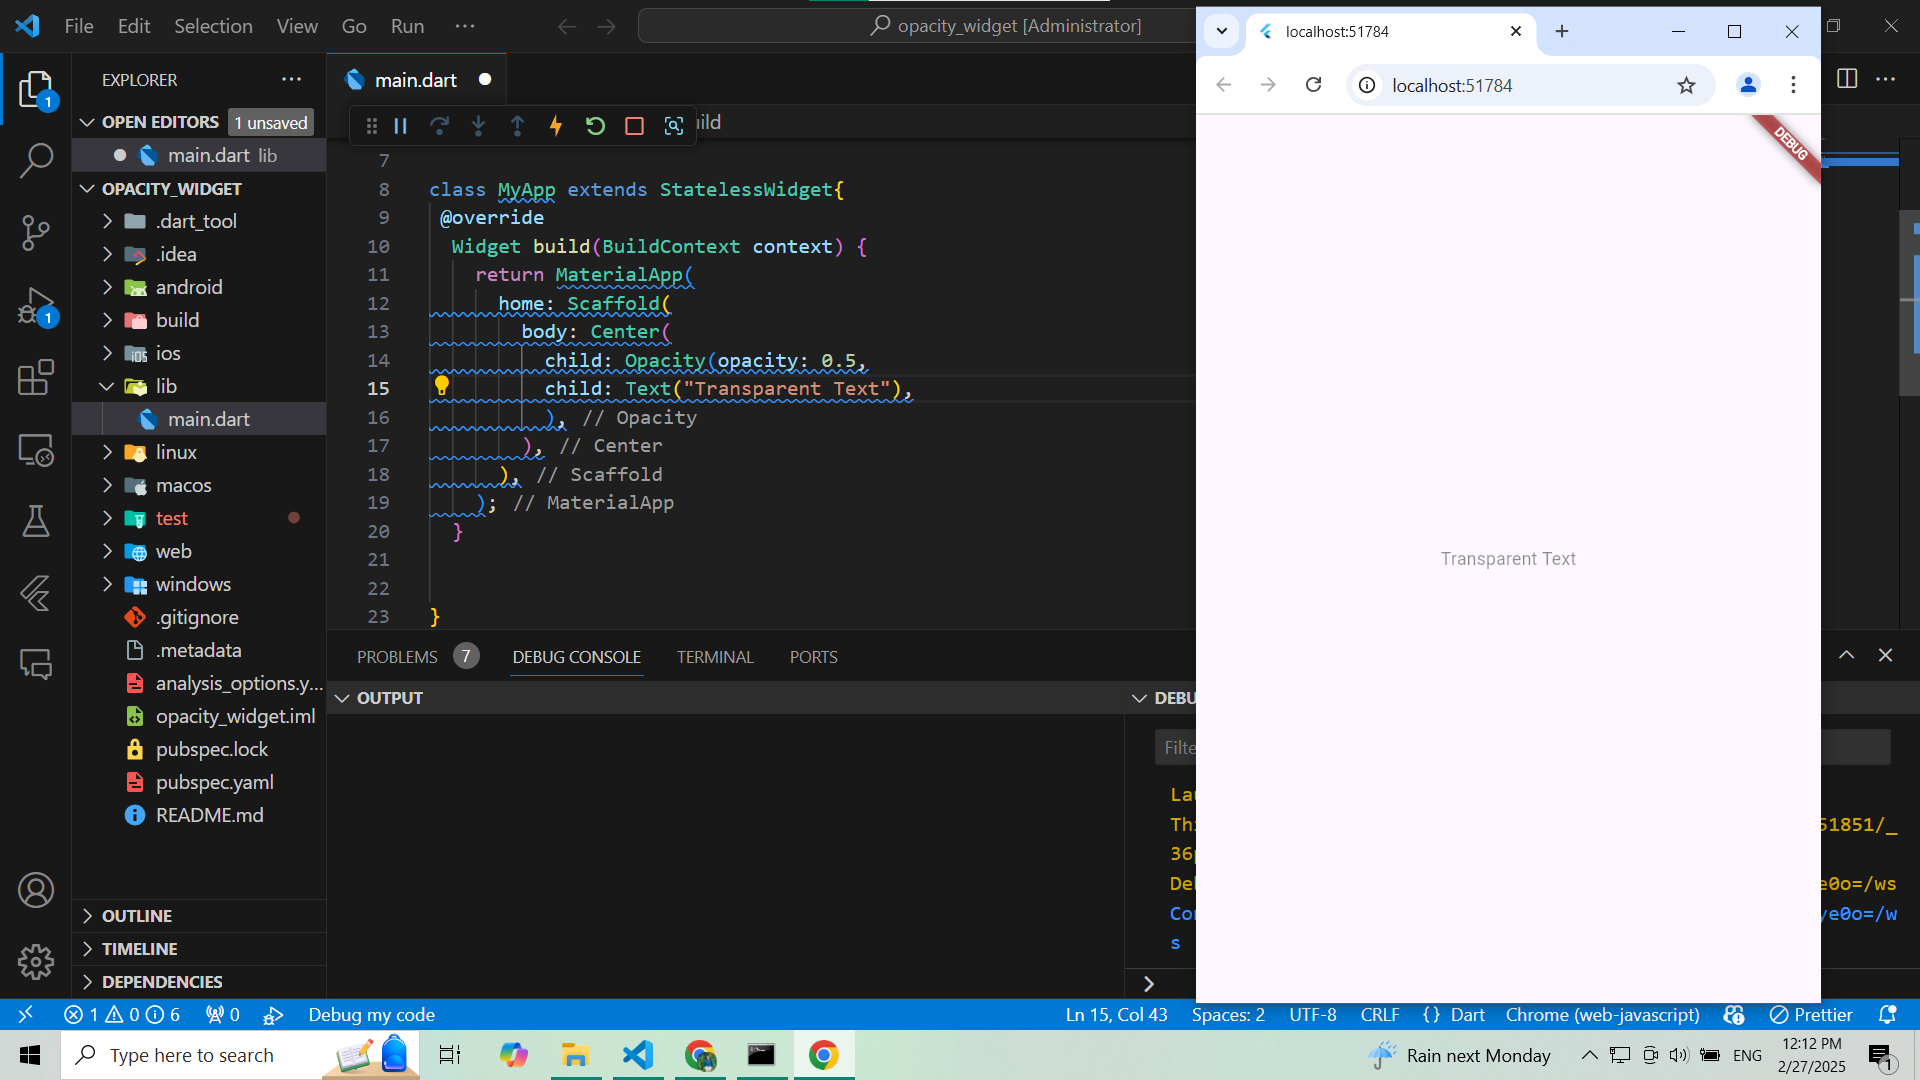 File Edit Selection View Go Run ···
opacity_widget [Administrator]
EXPLORER
OPEN EDITORS 1 unsaved
main.dart lib
OPACITY_WIDGET
.dart_tool
.idea
android
build
ios
lib
main.dart
linux
macos
test
web
windows
.gitignore
.metadata
analysis_options.y...
opacity_widget.iml
pubspec.lock
pubspec.yaml
README.md
OUTLINE
TIMELINE
DEPENDENCIES
main.dart
ild
7
8 class MyApp extends StatelessWidget{
9 @override
10 Widget build(BuildContext context) {
11 return MaterialApp(
12 home: Scaffold(
13 body: Center(
14 child: Opacity(opacity: 0.5,
15 child: Text("Transparent Text"),
16 ), // Opacity
17 ), // Center
18 ), // Scaffold
19 ); // MaterialApp
20 }
21
22
23 }
PROBLEMS 7 DEBUG CONSOLE TERMINAL PORTS
OUTPUT
DEBU
Filte
Lau
Thi
51851/_
36p
Deb
e0o=/ws
Con
ye0o=/w
s
localhost:51784
localhost:51784
DEBUG
Transparent Text
1 0 6 0 Debug my code
Ln 15, Col 43 Spaces: 2 UTF-8 CRLF {} Dart Chrome (web-javascript) Prettier
Type here to search
Rain next Monday
ENG
12:12 PM
2/27/2025
1